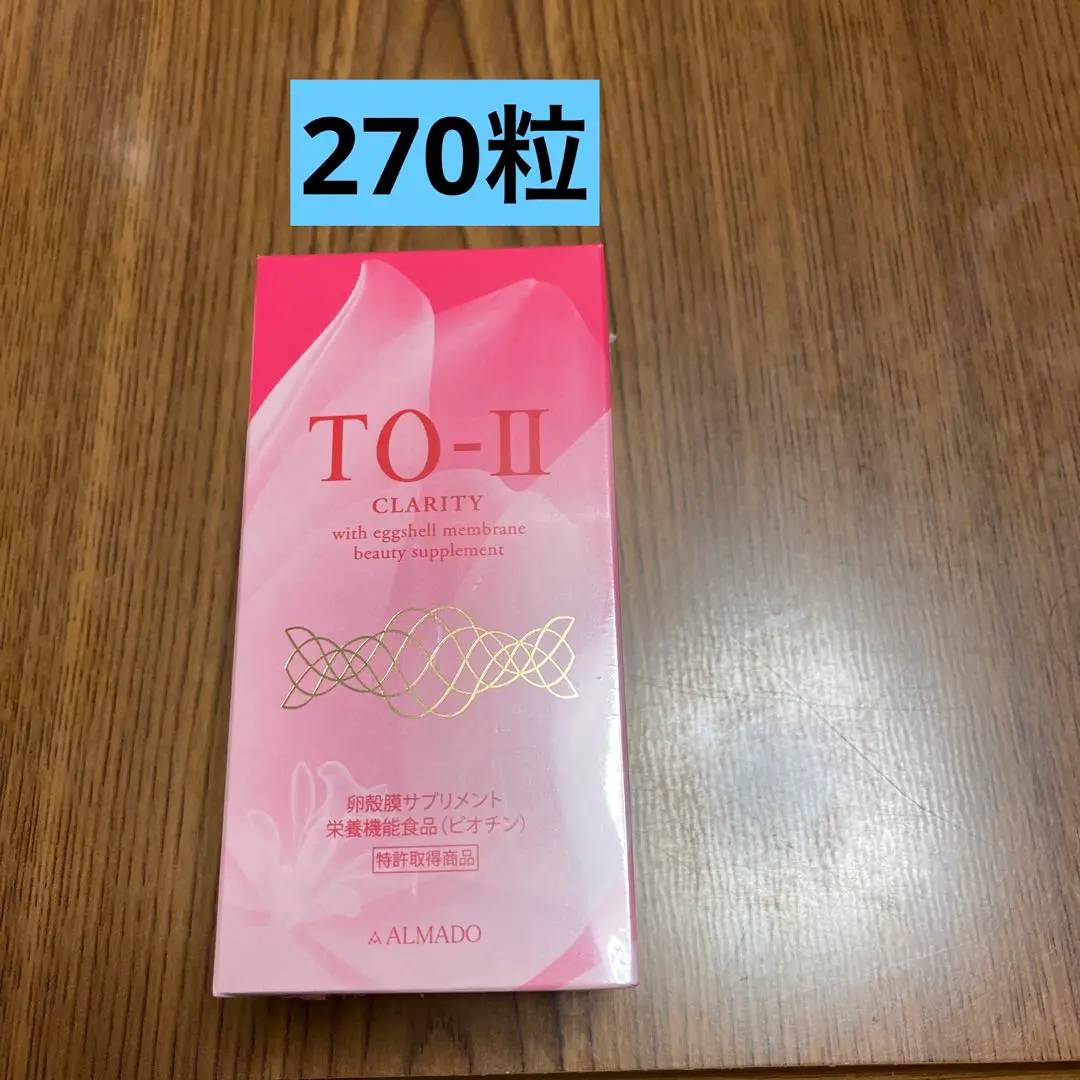 270粒
TO-II
CLARITY
with eggshell membrane
beauty supplement
卵殻膜サプリメント
栄養機能食品(ビオチン)
特許取得商品
ALMADO